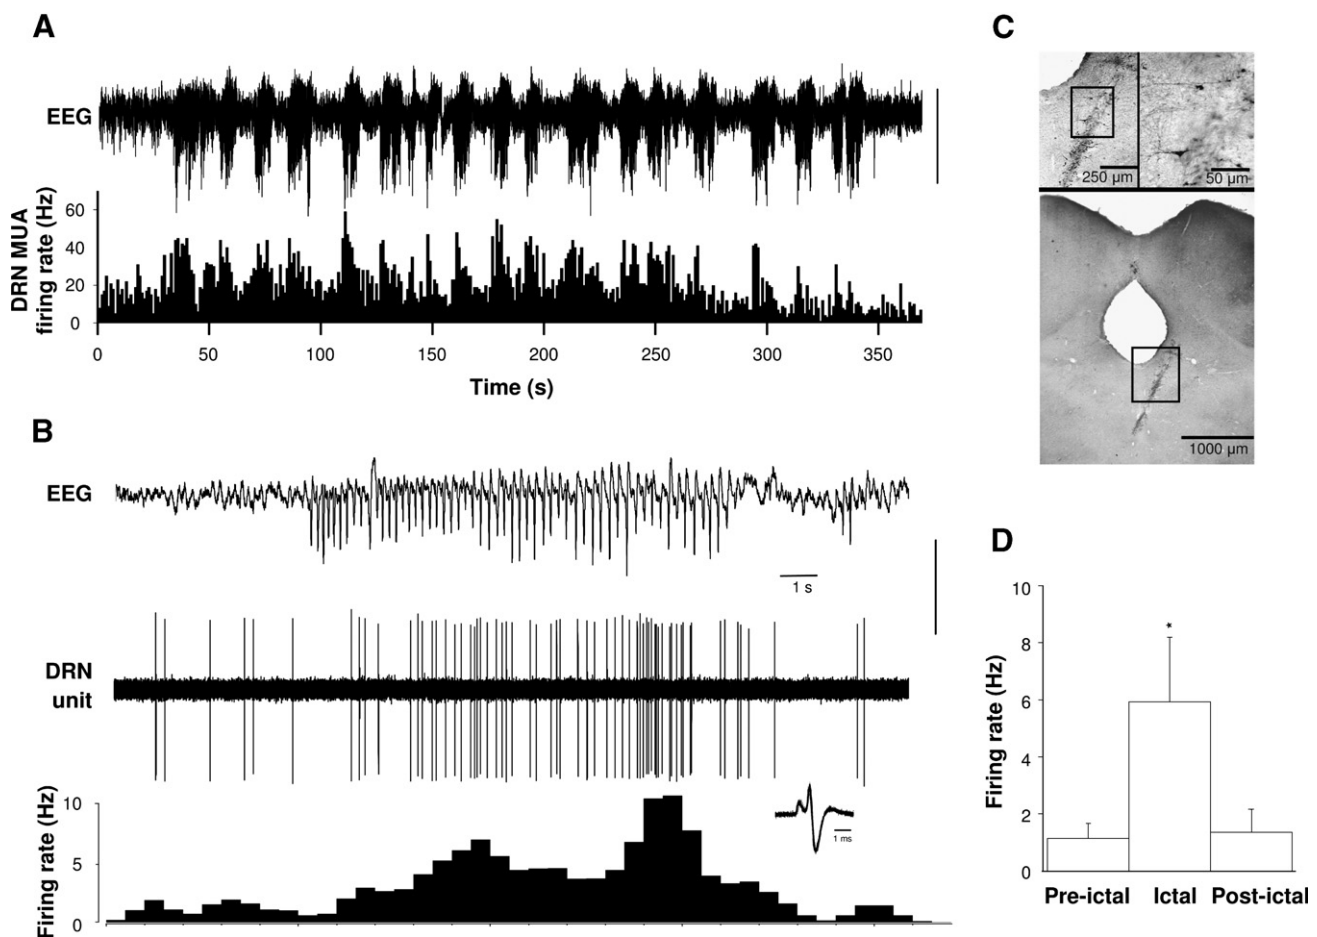 A
EEG
DRN MUA
firing rate (Hz)
60
40
20
0
0 50 100 150 200 250 300 350
Time (s)
B
EEG
1 s
DRN
unit
Firing rate (Hz)
10
5
0
1 ms
C
250 µm
50 µm
1000 µm
D
Firing rate (Hz)
10
8
6
4
2
0
*
Pre-ictal Ictal Post-ictal